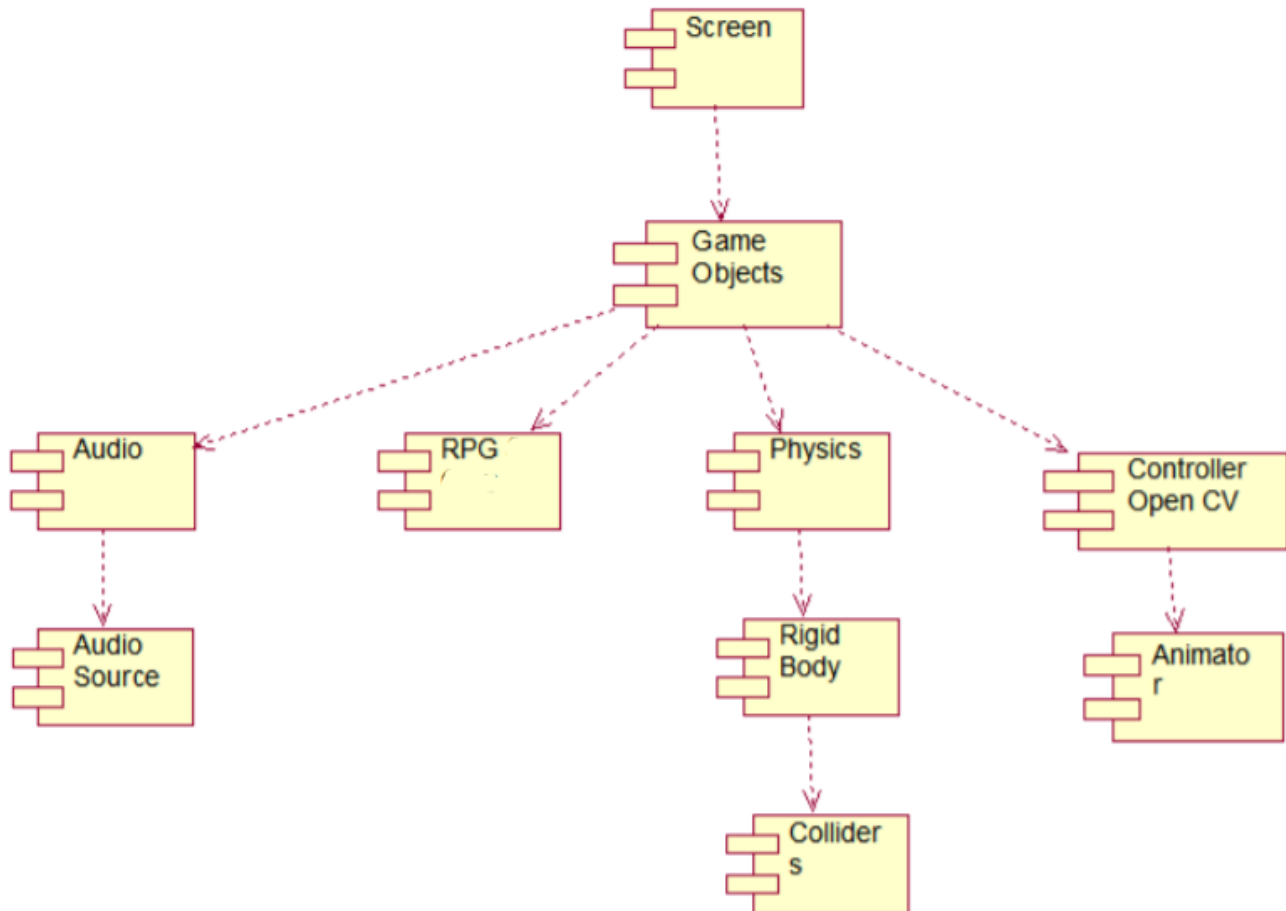 Screen
Game
Objects
Audio
RPG
Physics
Controller
Open CV
Audio
Source
Rigid
Body
Animato
r
Collider
s